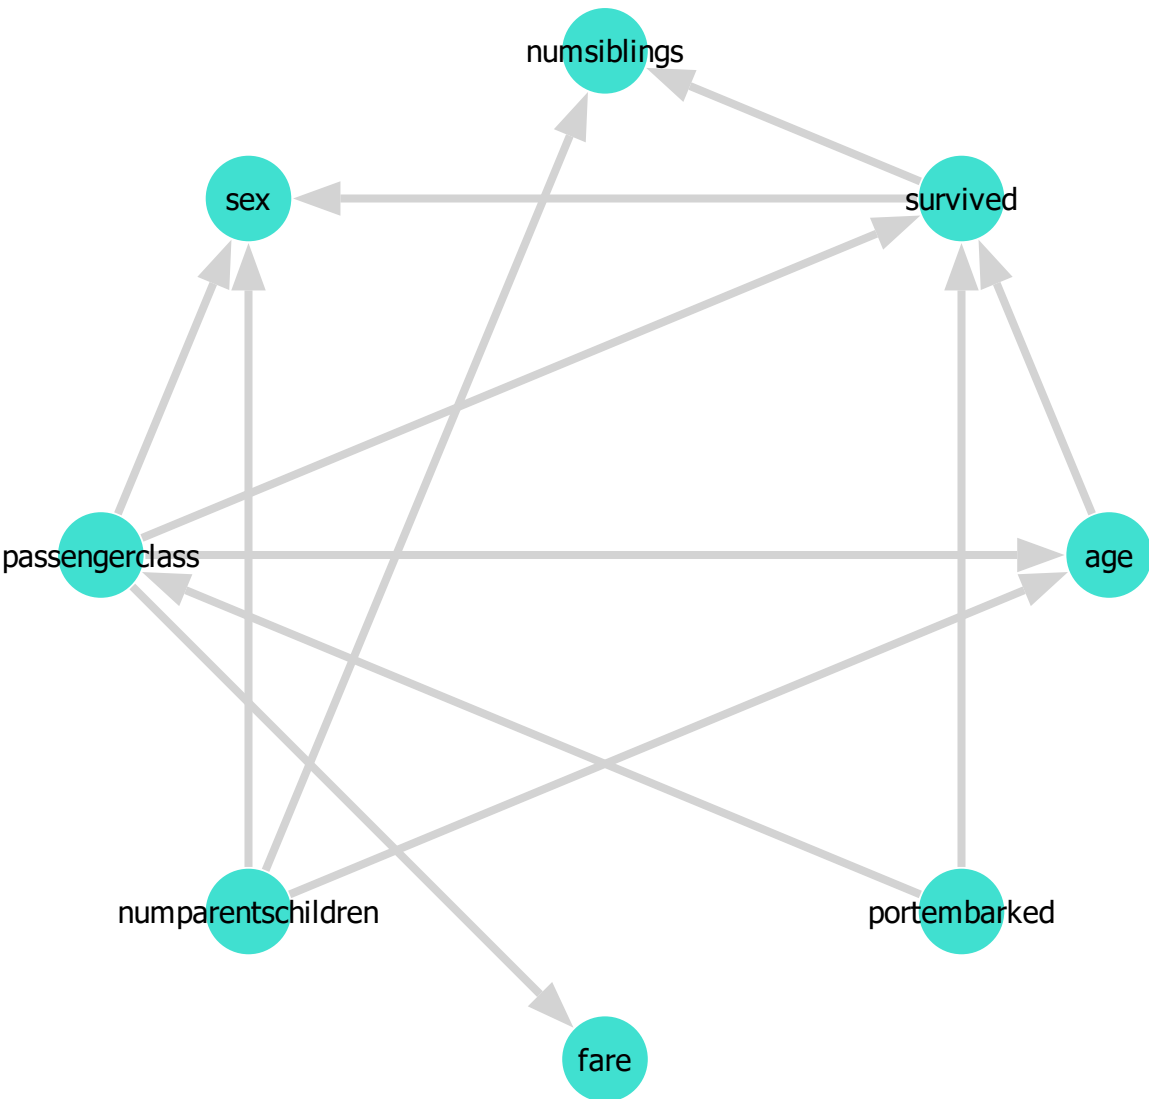 numsiblings
sex
survived
passengerclass
age
numparentschildren
portembarked
fare